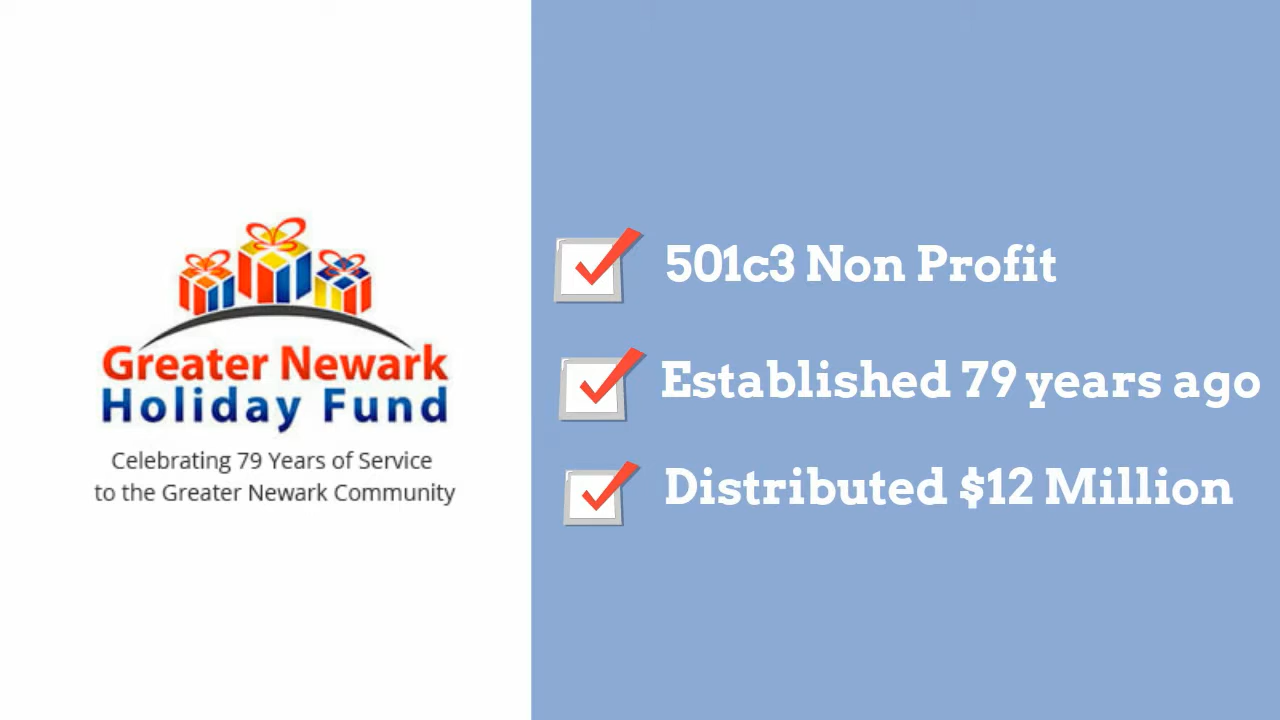 Greater Newark
Holiday Fund
Celebrating 79 Years of Service
to the Greater Newark Community
501c3 Non Profit
Established 79 years ago
Distributed $12 Million